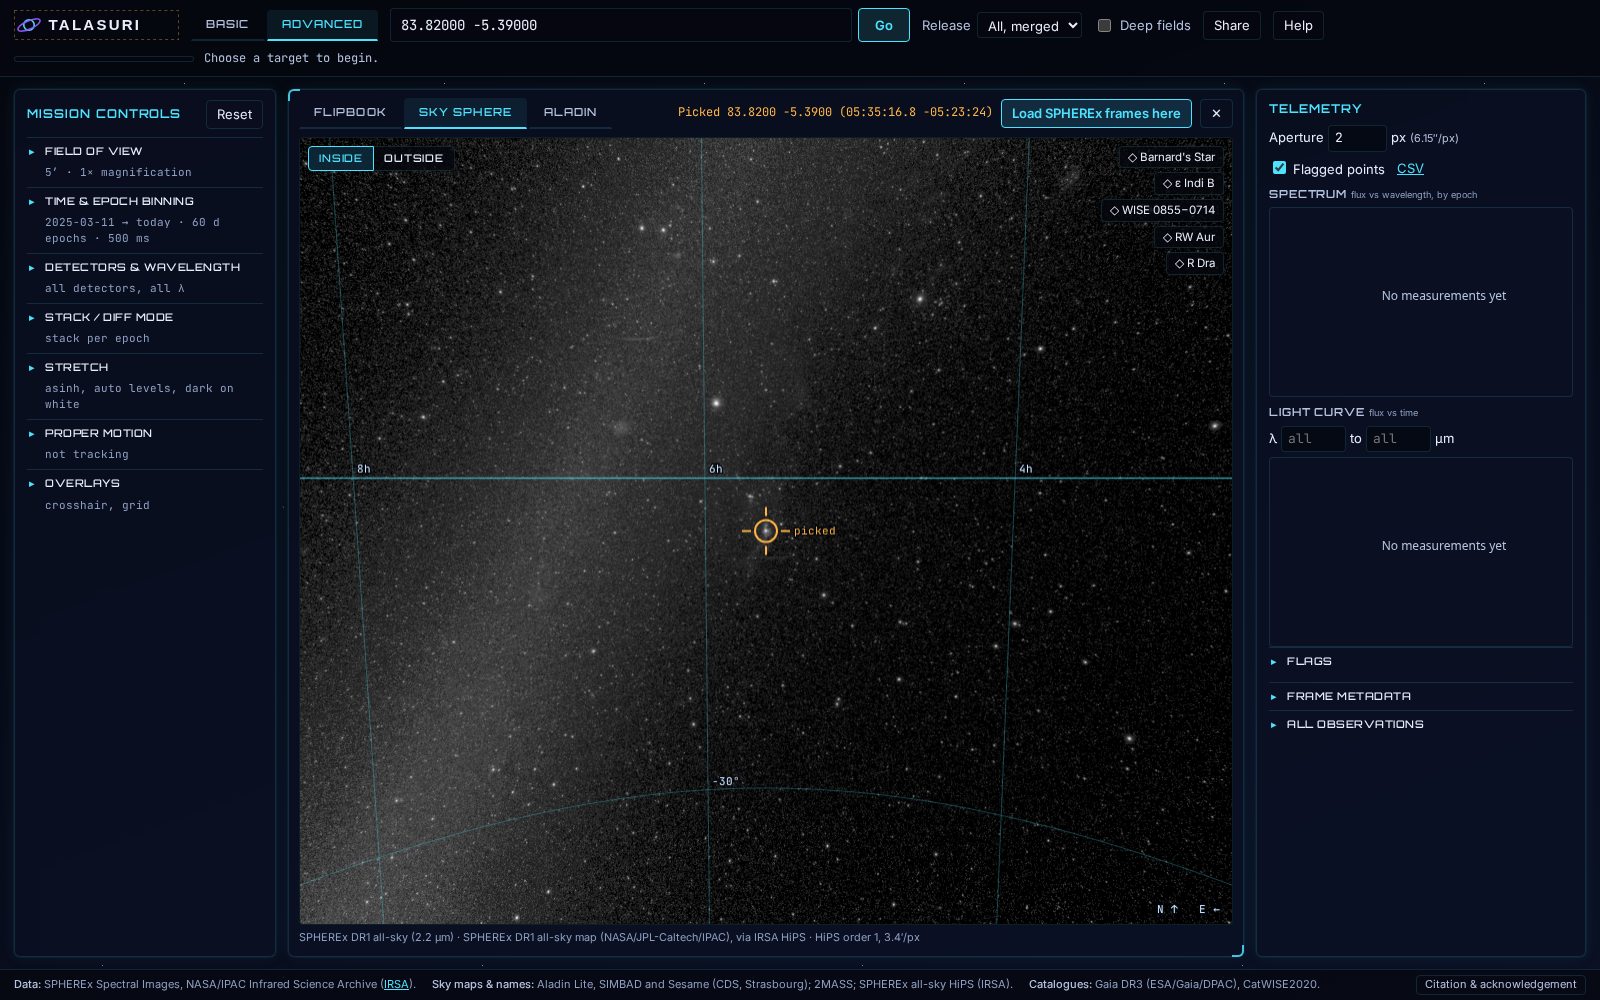 TALASURI
BASIC
ADVANCED
83.82000 -5.39000
Go
Release
All, merged
Deep fields
Share
Help
Choose a target to begin.
MISSION CONTROLS
Reset
FIELD OF VIEW
5′ · 1× magnification
TIME & EPOCH BINNING
2025-03-11 → today · 60 d
epochs · 500 ms
DETECTORS & WAVELENGTH
all detectors, all λ
STACK / DIFF MODE
stack per epoch
STRETCH
asinh, auto levels, dark on
white
PROPER MOTION
not tracking
OVERLAYS
crosshair, grid
FLIPBOOK
SKY SPHERE
ALADIN
Picked 83.8200 -5.3900 (05:35:16.8 -05:23:24)
Load SPHEREx frames here
×
INSIDE
OUTSIDE
◇ Barnard's Star
◇ ε Indi B
◇ WISE 0855−0714
◇ RW Aur
◇ R Dra
8h
6h
4h
picked
-30°
N ↑ E ←
SPHEREx DR1 all-sky (2.2 µm) · SPHEREx DR1 all-sky map (NASA/JPL-Caltech/IPAC), via IRSA HiPS · HiPS order 1, 3.4′/px
TELEMETRY
Aperture 2 px (6.15"/px)
Flagged points CSV
SPECTRUM flux vs wavelength, by epoch
No measurements yet
LIGHT CURVE flux vs time
λ all to all µm
No measurements yet
FLAGS
FRAME METADATA
ALL OBSERVATIONS
Data: SPHEREx Spectral Images, NASA/IPAC Infrared Science Archive (IRSA).
Sky maps & names: Aladin Lite, SIMBAD and Sesame (CDS, Strasbourg); 2MASS; SPHEREx all-sky HiPS (IRSA).
Catalogues: Gaia DR3 (ESA/Gaia/DPAC), CatWISE2020.
Citation & acknowledgement